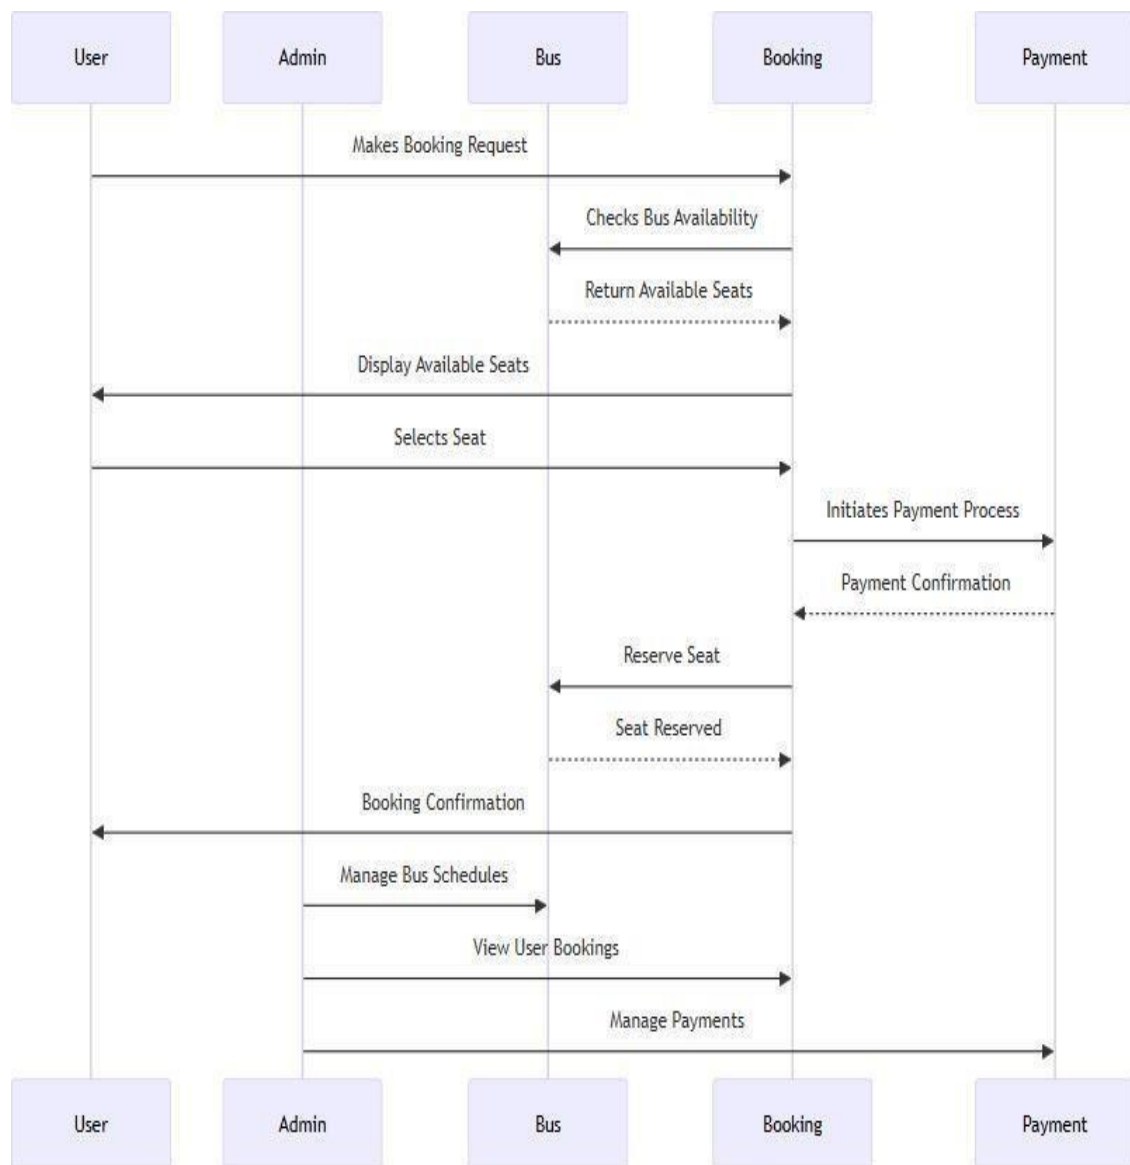 User
Admin
Bus
Booking
Payment
Makes Booking Request
Checks Bus Availability
Return Available Seats
Display Available Seats
Selects Seat
Initiates Payment Process
Payment Confirmation
Reserve Seat
Seat Reserved
Booking Confirmation
Manage Bus Schedules
View User Bookings
Manage Payments
User
Admin
Bus
Booking
Payment